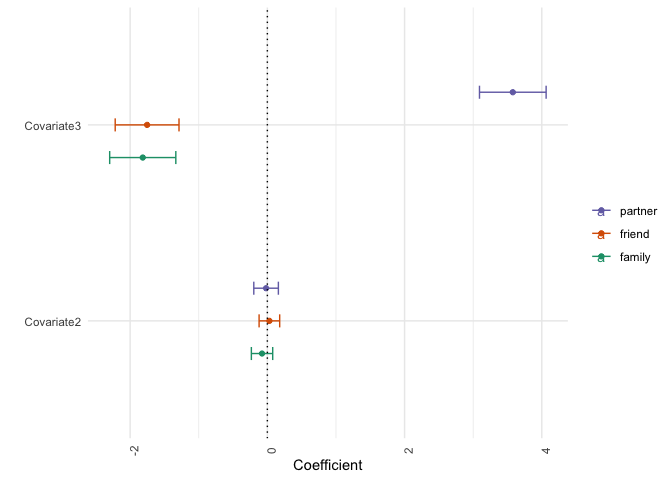 Covariate3
Covariate2
a partner
a friend
a family
-2
0
2
4
Coefficient